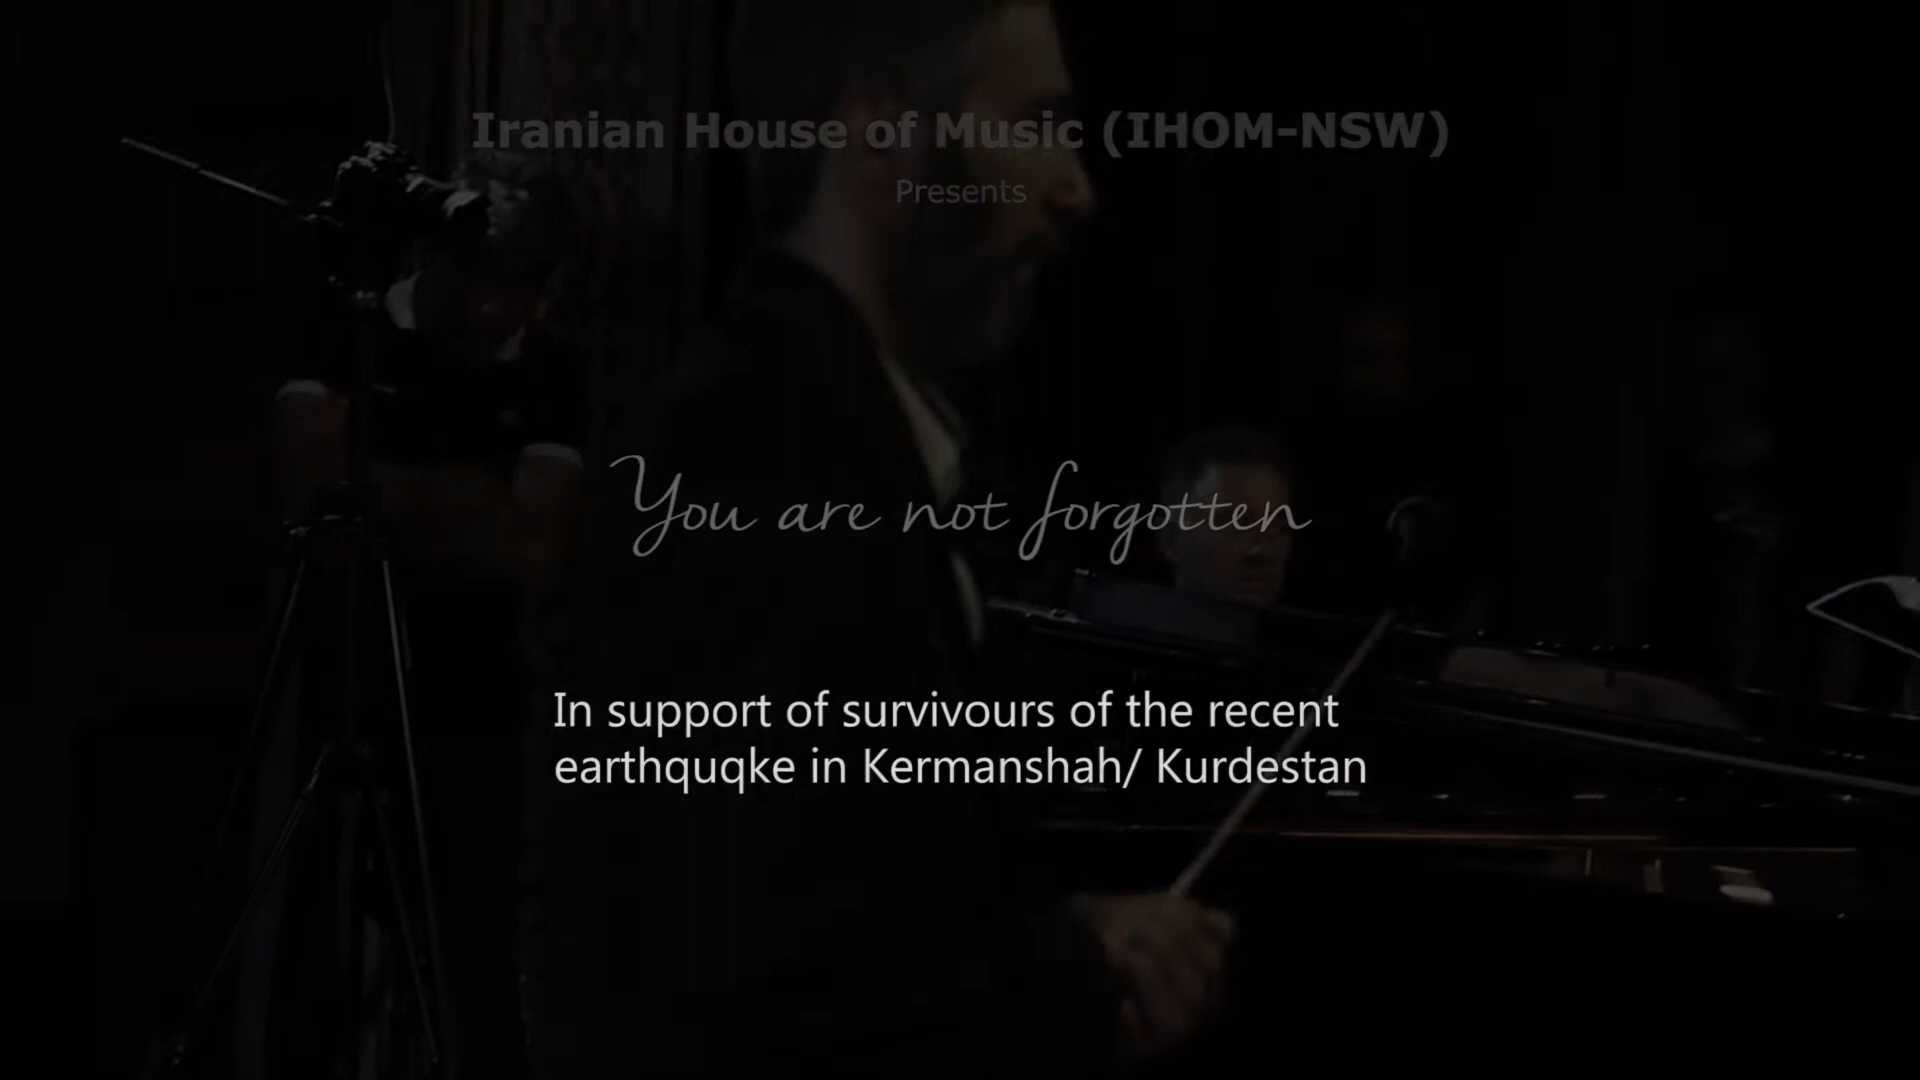 Iranian House of Music (IHOM-NSW)
Presents
You are not forgotten
In support of survivours of the recent
earthquqke in Kermanshah/ Kurdestan